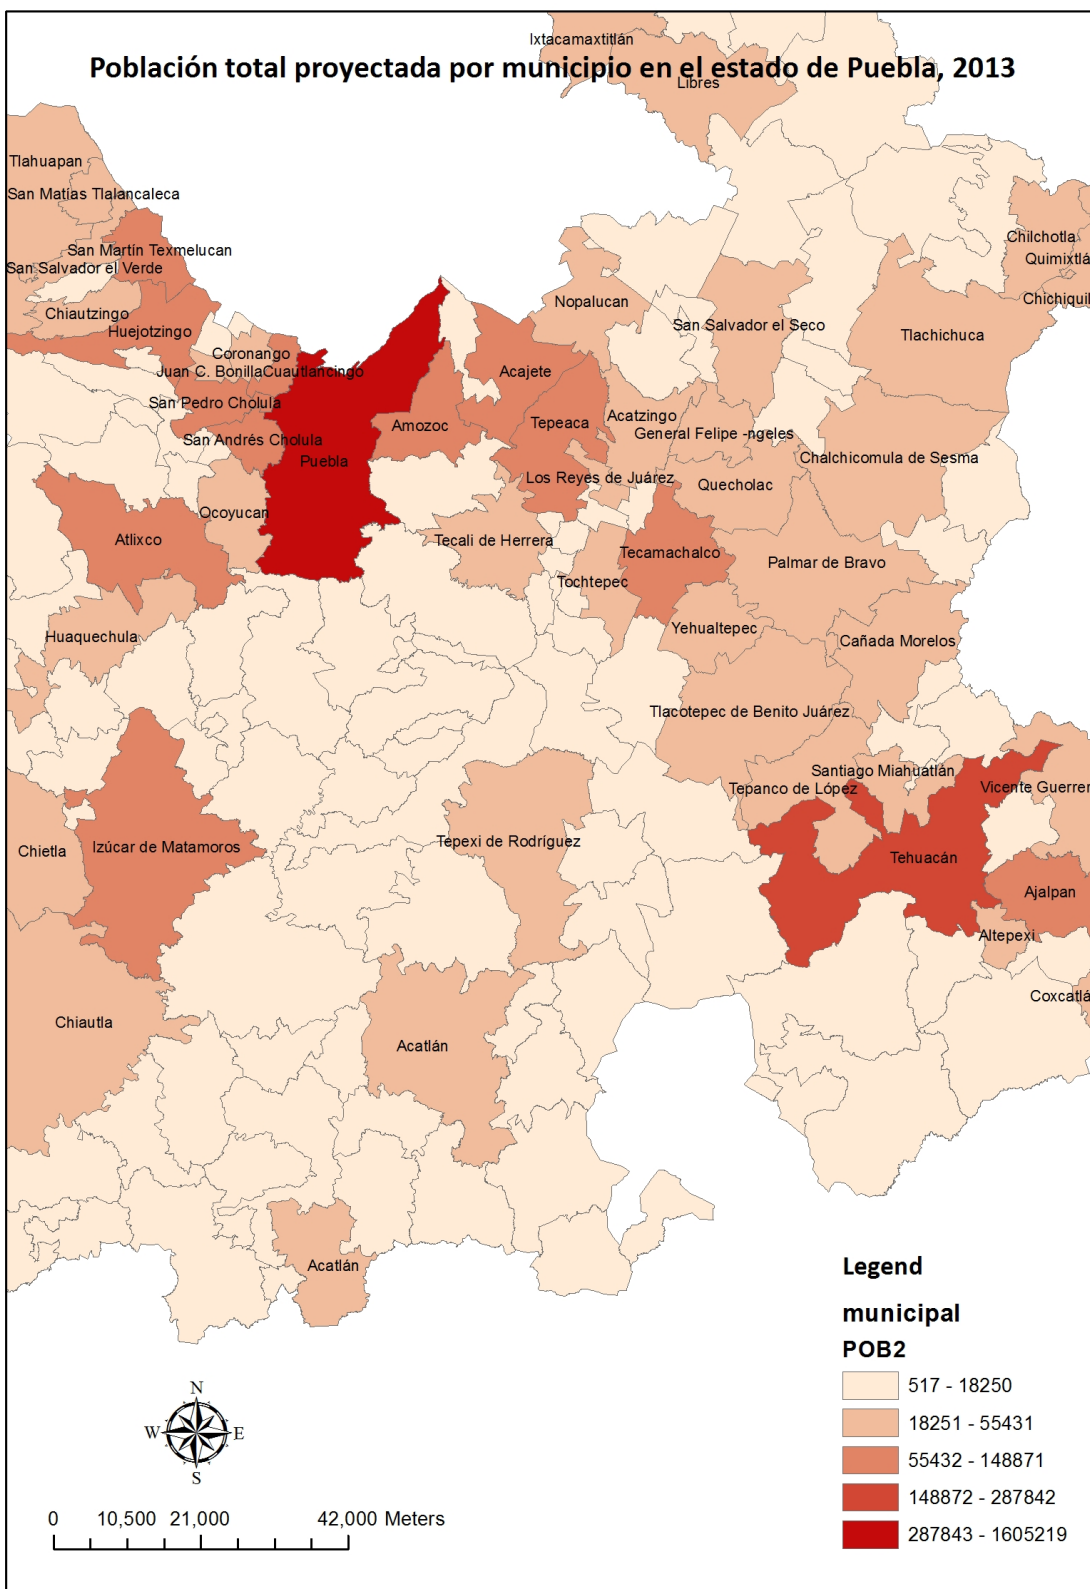 Ixtacamaxtitlán
Población total proyectada por municipio en el estado de Puebla, 2013
Libres
Tlahuapan
San Matías Tlalancaleca
San Martín Texmelucan
San Salvador el Verde
Chiautzingo
Huejotzingo
Coronango
Juan C. Bonilla
Cuautlancingo
San Pedro Cholula
San Andrés Cholula
Puebla
Ocoyucan
Atlixco
Huaquechula
Amozoc
Acajete
Tepeaca
Nopalucan
San Salvador el Seco
Chilchotla
Quimixtlá
Chichiquil
Tlachichuca
Acatzingo
General Felipe -ngeles
Chalchicomula de Sesma
Los Reyes de Juárez
Quecholac
Tecali de Herrera
Tecamachalco
Tochtepec
Palmar de Bravo
Yehualtepec
Cañada Morelos
Tlacotepec de Benito Juárez
Santiago Miahuatlán
Tepanco de López
Vicente Guerrer
Chietla
Izúcar de Matamoros
Tepexi de Rodríguez
Tehuacán
Ajalpan
Altepexi
Coxcatlá
Chiautla
Acatlán
Acatlán
Legend
municipal
POB2
517 - 18250
18251 - 55431
55432 - 148871
148872 - 287842
287843 - 1605219
N
W E
S
0 10,500 21,000 42,000 Meters